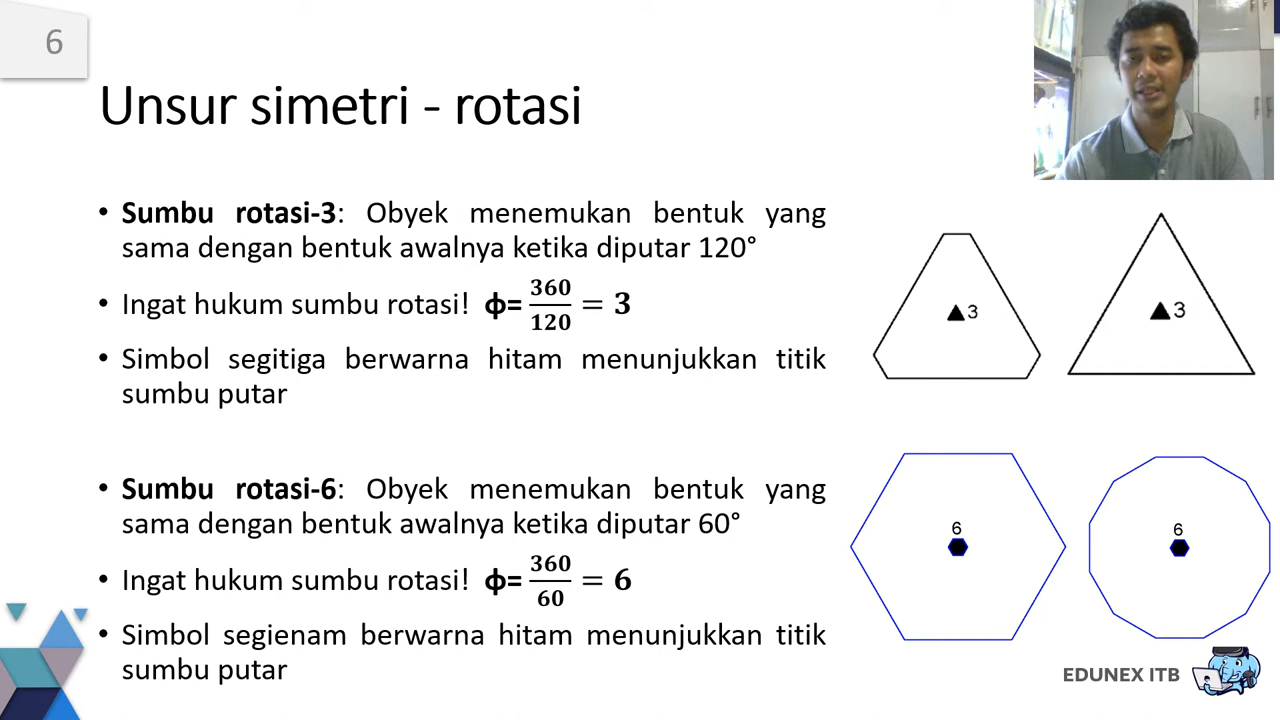 6
Unsur simetri - rotasi
• Sumbu rotasi-3: Obyek menemukan bentuk yang
sama dengan bentuk awalnya ketika diputar 120°
• Ingat hukum sumbu rotasi! ϕ= 360/120 = 3
• Simbol segitiga berwarna hitam menunjukkan titik
sumbu putar
3
3
• Sumbu rotasi-6: Obyek menemukan bentuk yang
sama dengan bentuk awalnya ketika diputar 60°
• Ingat hukum sumbu rotasi! ϕ= 360/60 = 6
• Simbol segienam berwarna hitam menunjukkan titik
sumbu putar
6
6
EDUNEX ITB